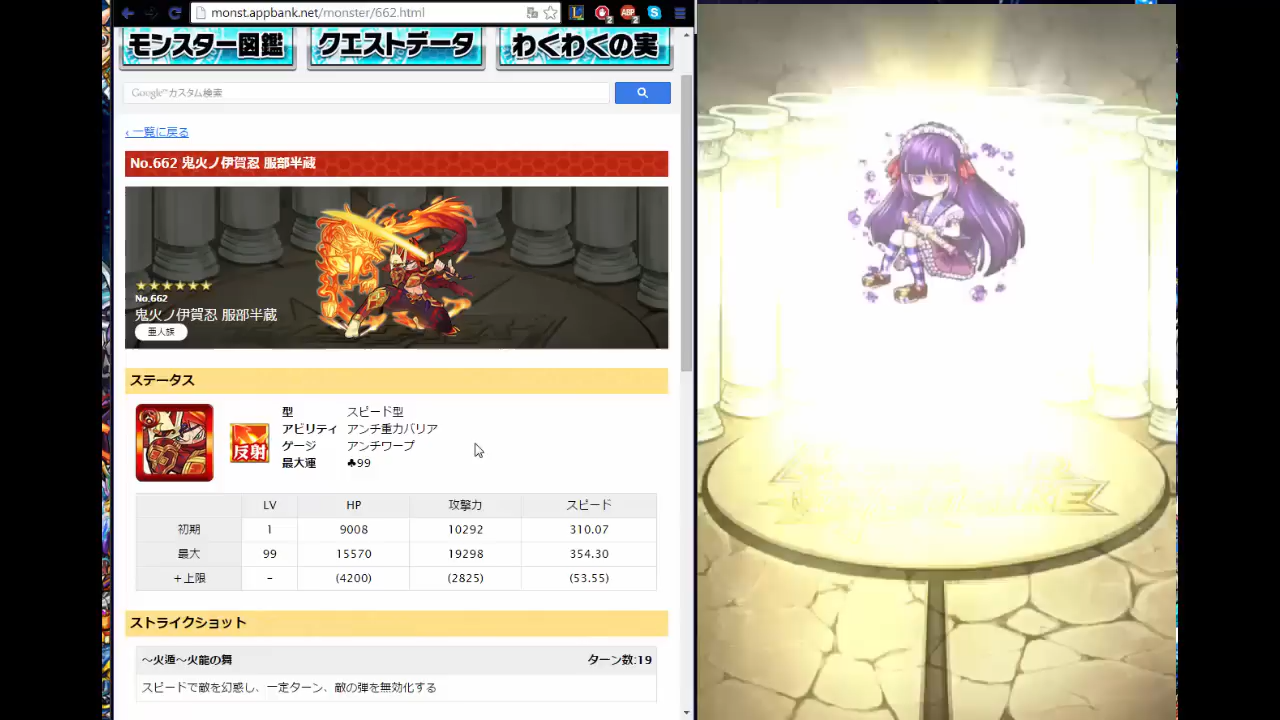 monst.appbank.net/monster/662.html
モンスター図鑑 クエストデータ わくわくの実
Google カスタム検索
‹ 一覧に戻る
No.662 鬼火ノ伊賀忍 服部半蔵
★★★★★★
No.662
鬼火ノ伊賀忍 服部半蔵
亜人族
ステータス
反射
型 スピード型
アビリティ アンチ重力バリア
ゲージ アンチワープ
最大運 ♣99
LV HP 攻撃力 スピード
初期 1 9008 10292 310.07
最大 99 15570 19298 354.30
+上限 - (4200) (2825) (53.55)
ストライクショット
～火遁～火龍の舞 ターン数:19
スピードで敵を幻惑し、一定ターン、敵の弾を無効化する